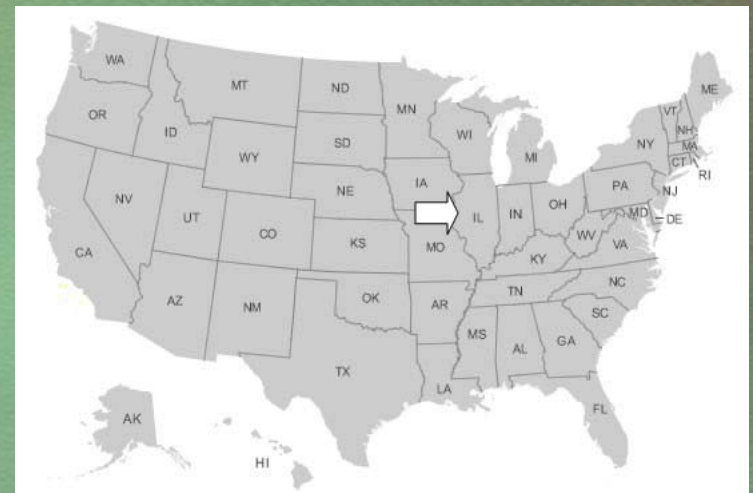 WA
MT
ND
MN
ME
OR
ID
SD
WI
MI
VT
NH
NY
MA
CT
RI
WY
NE
IA
PA
NJ
NV
UT
CO
KS
MO
IL
IN
OH
MD
DE
WV
VA
KY
CA
AZ
NM
OK
AR
TN
NC
SC
TX
LA
MS
AL
GA
FL
AK
HI